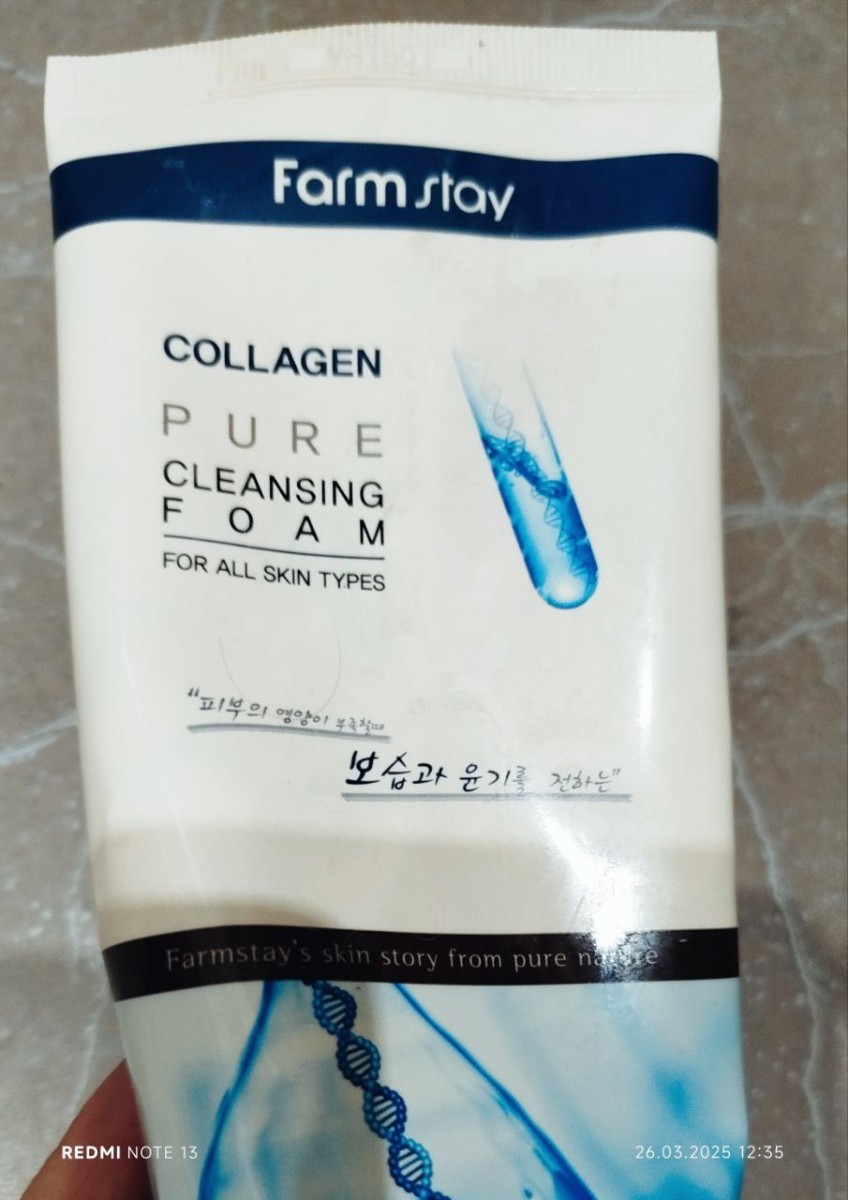 Farmstay
COLLAGEN
PURE
CLEANSING
FOAM
FOR ALL SKIN TYPES
"피부의 영양이 부족할때
보습과 윤기를 전하는"
Farmstay's skin story from pure nature
REDMI NOTE 13
26.03.2025 12:35